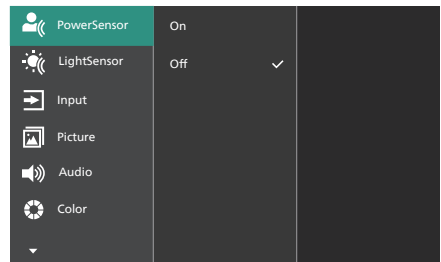 PowerSensor
On
LightSensor
Off
Input
Picture
Audio
Color